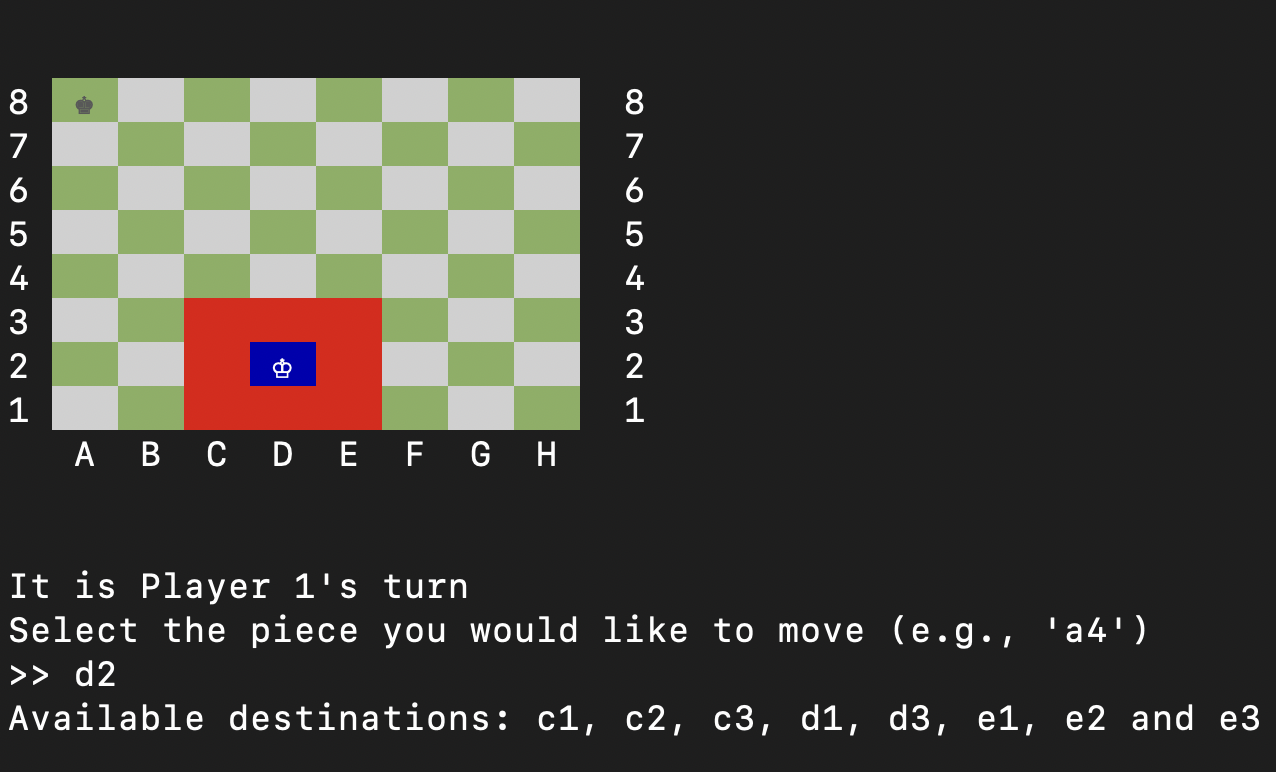 8 ♚ 8
7 7
6 6
5 5
4 4
3 3
2 ♔ 2
1 1
A B C D E F G H
It is Player 1's turn
Select the piece you would like to move (e.g., 'a4')
>> d2
Available destinations: c1, c2, c3, d1, d3, e1, e2 and e3